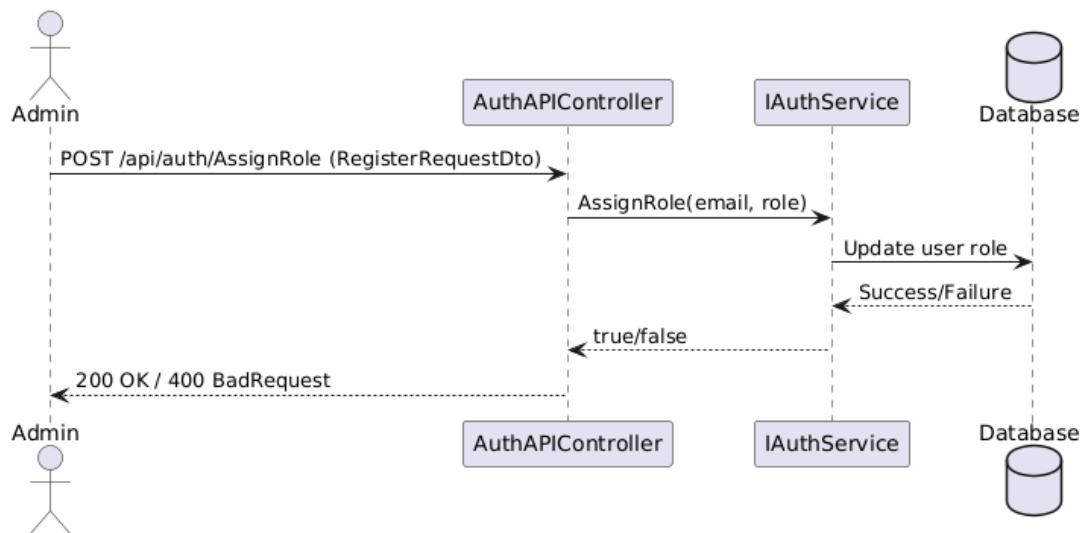 Admin
AuthAPIController
IAuthService
Database
POST /api/auth/AssignRole (RegisterRequestDto)
AssignRole(email, role)
Update user role
Success/Failure
true/false
200 OK / 400 BadRequest
Admin
AuthAPIController
IAuthService
Database